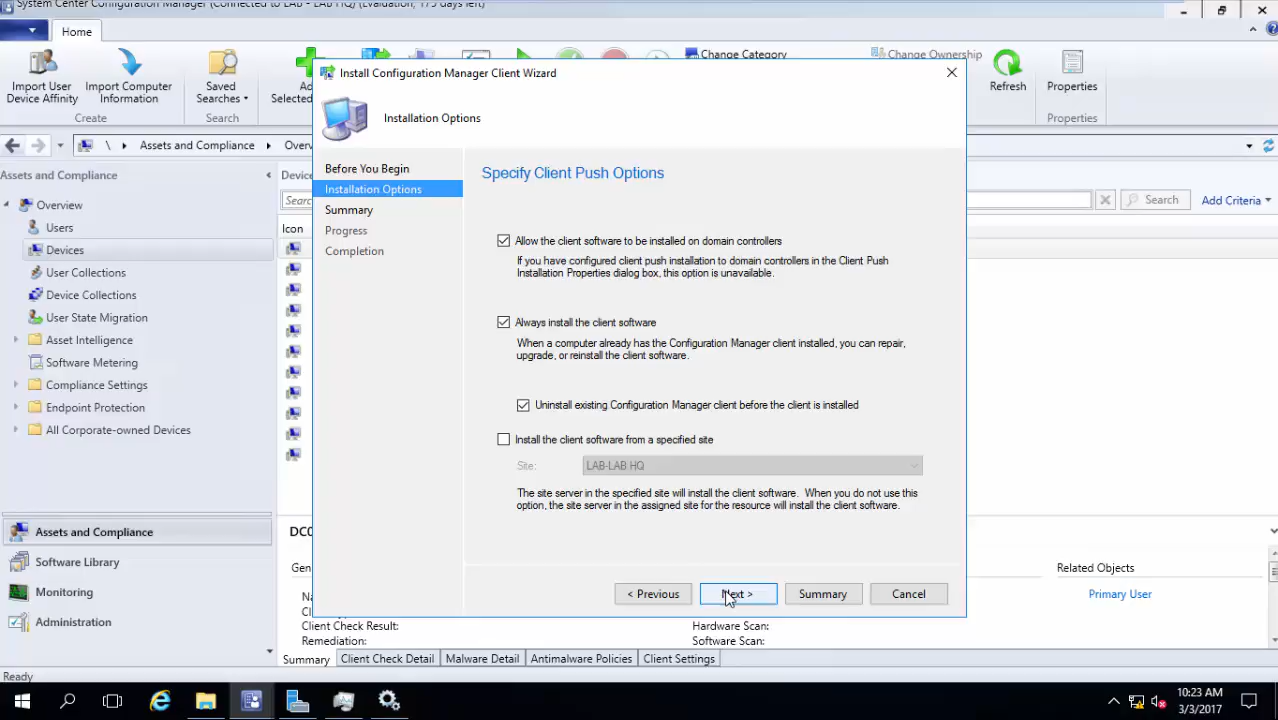 System Center Configuration Manager (Connected to LAB - LAB HQ) (Evaluation, 175 days left)
Home
Import User
Device Affinity
Import Computer
Information
Saved
Searches
Selected
Change Category
Change Ownership
Refresh
Properties
Create
Search
Properties
\
Assets and Compliance
Assets and Compliance
Overview
Users
Devices
User Collections
Device Collections
User State Migration
Asset Intelligence
Software Metering
Compliance Settings
Endpoint Protection
All Corporate-owned Devices
Assets and Compliance
Software Library
Monitoring
Administration
Ready
Icon
Search
Add Criteria
Install Configuration Manager Client Wizard
Installation Options
Before You Begin
Installation Options
Summary
Progress
Completion
Specify Client Push Options
Allow the client software to be installed on domain controllers
If you have configured client push installation to domain controllers in the Client Push
Installation Properties dialog box, this option is unavailable.
Always install the client software
When a computer already has the Configuration Manager client installed, you can repair,
upgrade, or reinstall the client software.
Uninstall existing Configuration Manager client before the client is installed
Install the client software from a specified site
Site:
LAB-LAB HQ
The site server in the specified site will install the client software. When you do not use this
option, the site server in the assigned site for the resource will install the client software.
< Previous
Next >
Summary
Cancel
Related Objects
Primary User
Client Check Result:
Remediation:
Hardware Scan:
Software Scan:
Summary
Client Check Detail
Malware Detail
Antimalware Policies
Client Settings
10:23 AM
3/3/2017